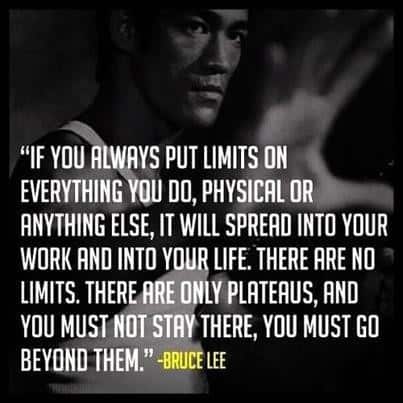 “IF YOU ALWAYS PUT LIMITS ON
EVERYTHING YOU DO, PHYSICAL OR
ANYTHING ELSE, IT WILL SPREAD INTO YOUR
WORK AND INTO YOUR LIFE. THERE ARE NO
LIMITS. THERE ARE ONLY PLATEAUS, AND
YOU MUST NOT STAY THERE, YOU MUST GO
BEYOND THEM.” -BRUCE LEE